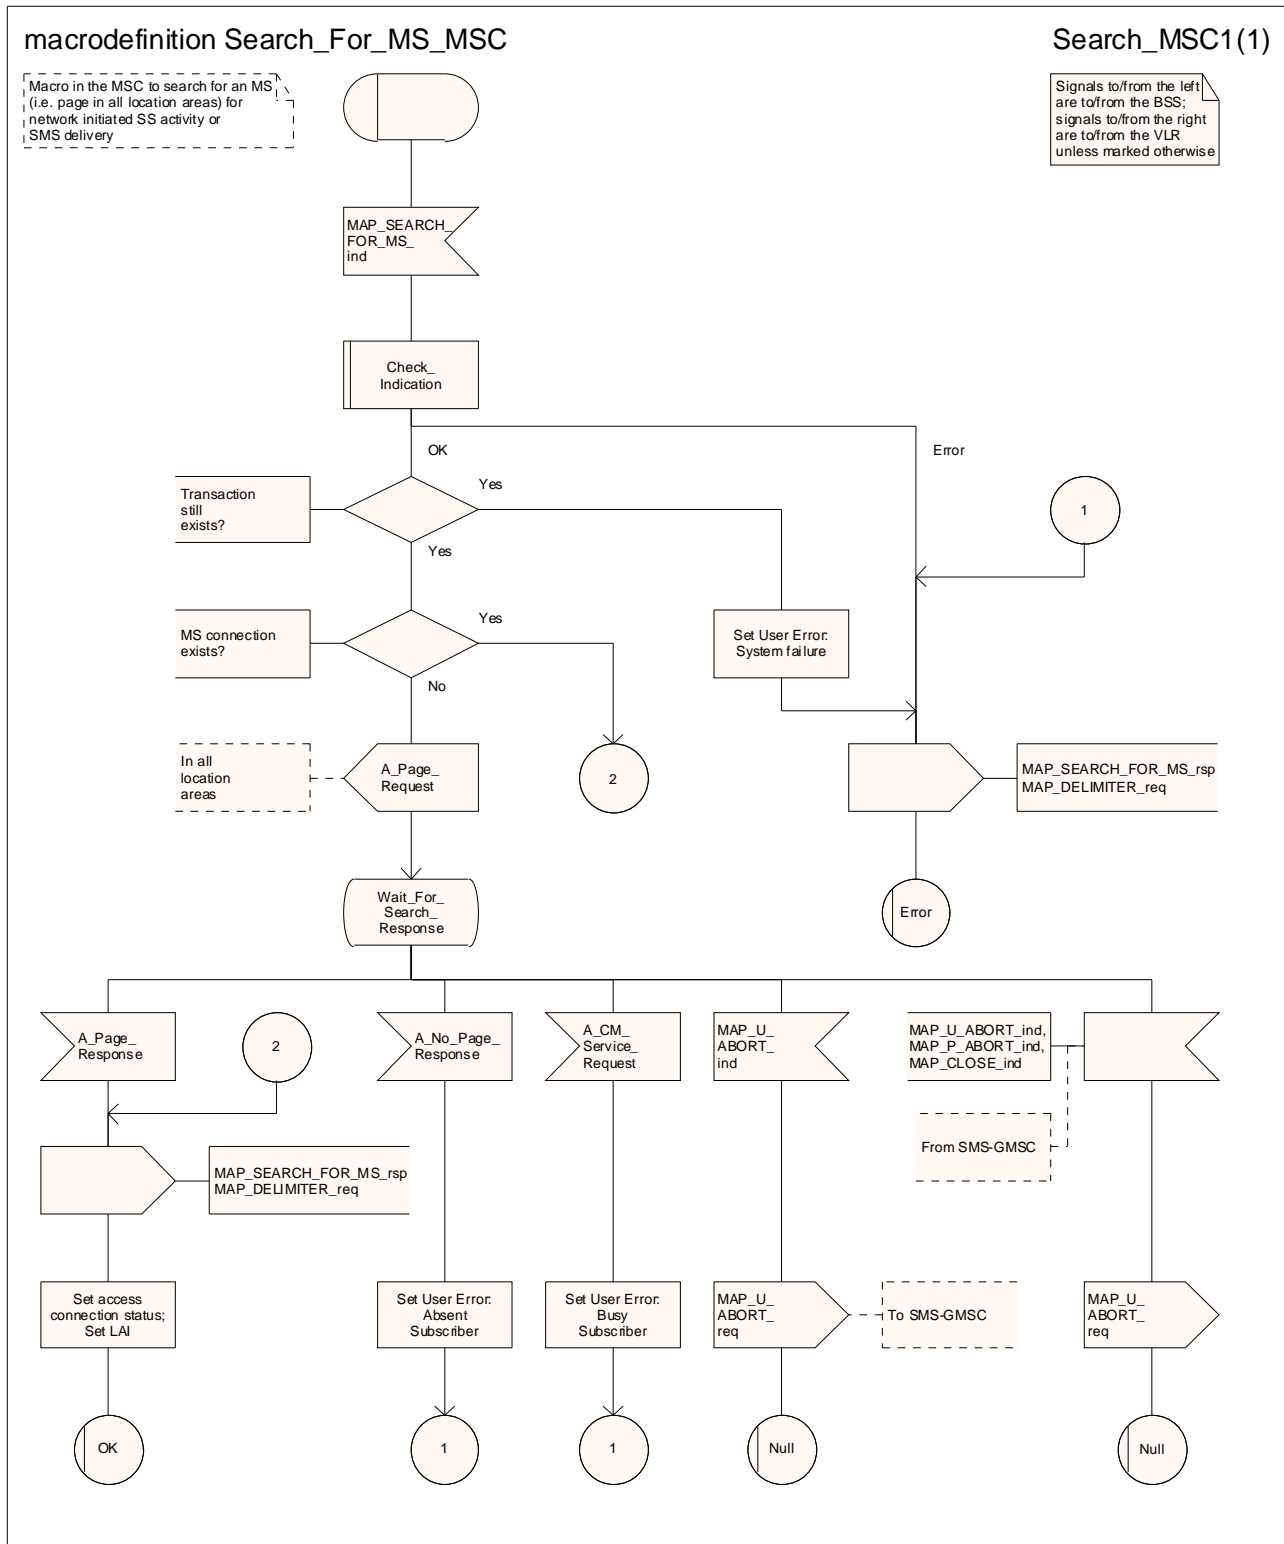 macrodefinition Search_For_MS_MSC
Search_MSC1(1)
Macro in the MSC to search for an MS
(i.e. page in all location areas) for
network initiated SS activity or
SMS delivery
Signals to/from the left
are to/from the BSS;
signals to/from the right
are to/from the VLR
unless marked otherwise
MAP_SEARCH_
FOR_MS_
ind
Check_
Indication
OK
Error
Transaction
still
exists?
Yes
1
Yes
MS connection
exists?
Yes
Set User Error:
System failure
No
In all
location
areas
A_Page_
Request
2
MAP_SEARCH_FOR_MS_rsp
MAP_DELIMITER_req
Wait_For_
Search_
Response
Error
A_Page_
Response
2
A_No_Page_
Response
A_CM_
Service_
Request
MAP_U_
ABORT_
ind
MAP_U_ABORT_ind,
MAP_P_ABORT_ind,
MAP_CLOSE_ind
From SMS-GMSC
MAP_SEARCH_FOR_MS_rsp
MAP_DELIMITER_req
Set access
connection status;
Set LAI
Set User Error:
Absent
Subscriber
Set User Error:
Busy
Subscriber
MAP_U_
ABORT_
req
To SMS-GMSC
MAP_U_
ABORT_
req
OK
1
1
Null
Null